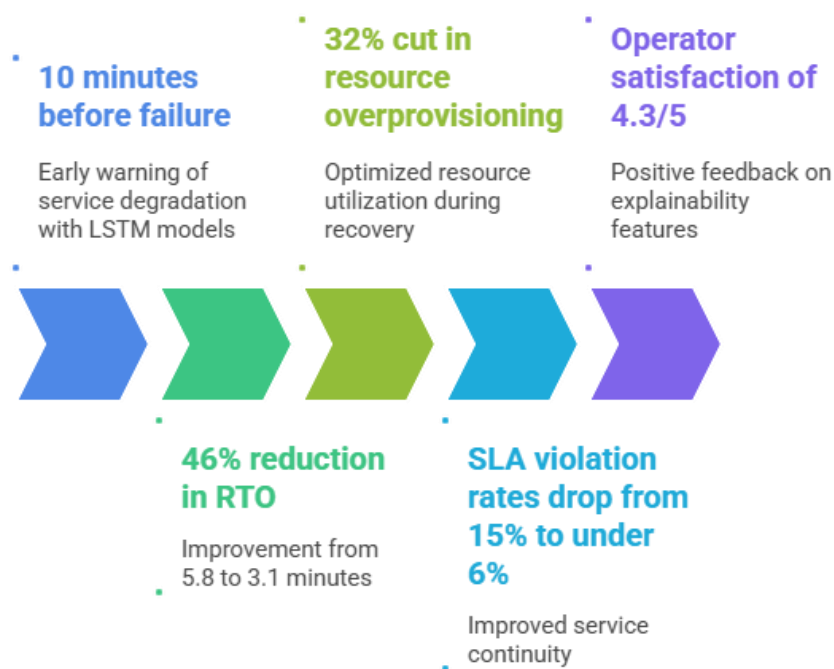 10 minutes
before failure
Early warning of
service degradation
with LSTM models
46% reduction
in RTO
Improvement from
5.8 to 3.1 minutes
32% cut in
resource
overprovisioning
Optimized resource
utilization during
recovery
SLA violation
rates drop from
15% to under
6%
Improved service
continuity
Operator
satisfaction of
4.3/5
Positive feedback on
explainability
features